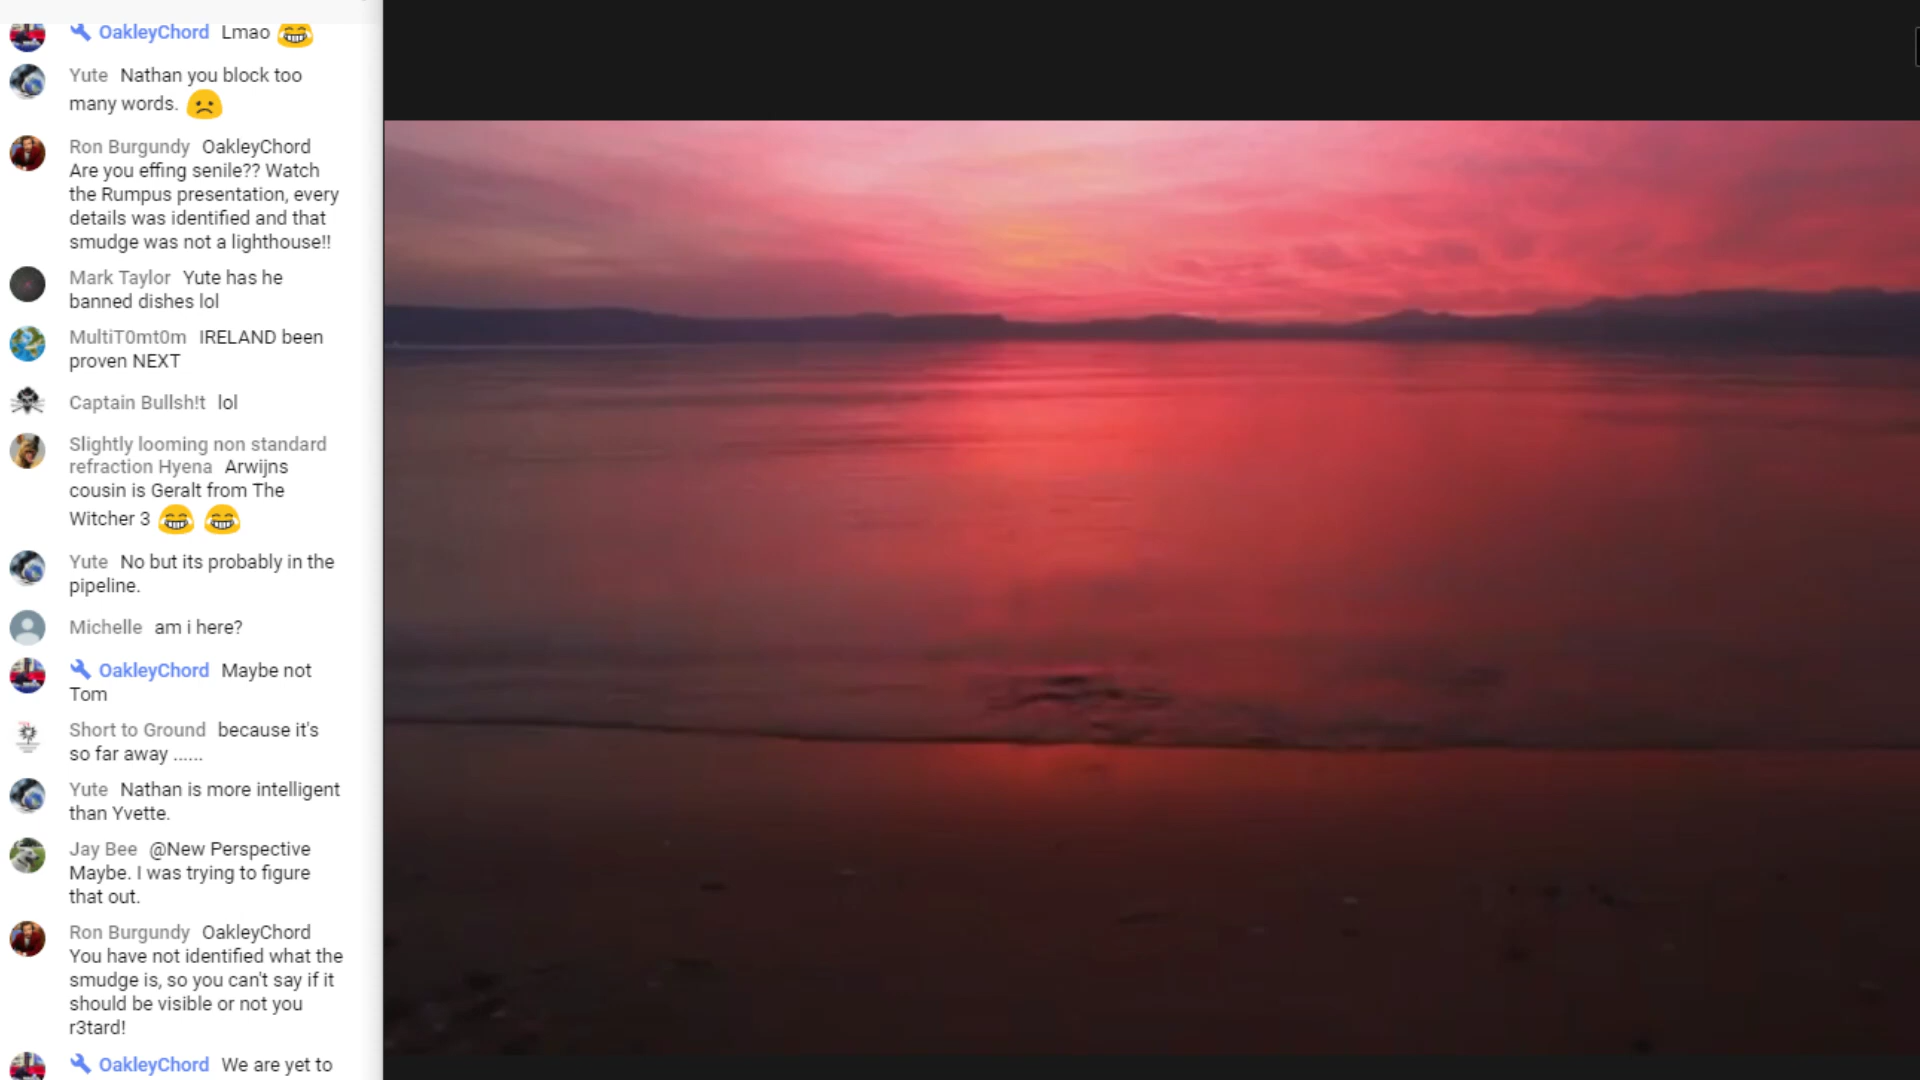 OakleyChord Lmao
Yute Nathan you block too
many words.
Ron Burgundy OakleyChord
Are you effing senile?? Watch
the Rumpus presentation, every
details was identified and that
smudge was not a lighthouse!!
Mark Taylor Yute has he
banned dishes lol
MultiT0mt0m IRELAND been
proven NEXT
Captain Bullsh!t lol
Slightly looming non standard
refraction Hyena Arwijns
cousin is Geralt from The
Witcher 3
Yute No but its probably in the
pipeline.
Michelle am i here?
OakleyChord Maybe not
Tom
Short to Ground because it's
so far away ......
Yute Nathan is more intelligent
than Yvette.
Jay Bee @New Perspective
Maybe. I was trying to figure
that out.
Ron Burgundy OakleyChord
You have not identified what the
smudge is, so you can't say if it
should be visible or not you
r3tard!
OakleyChord We are yet to